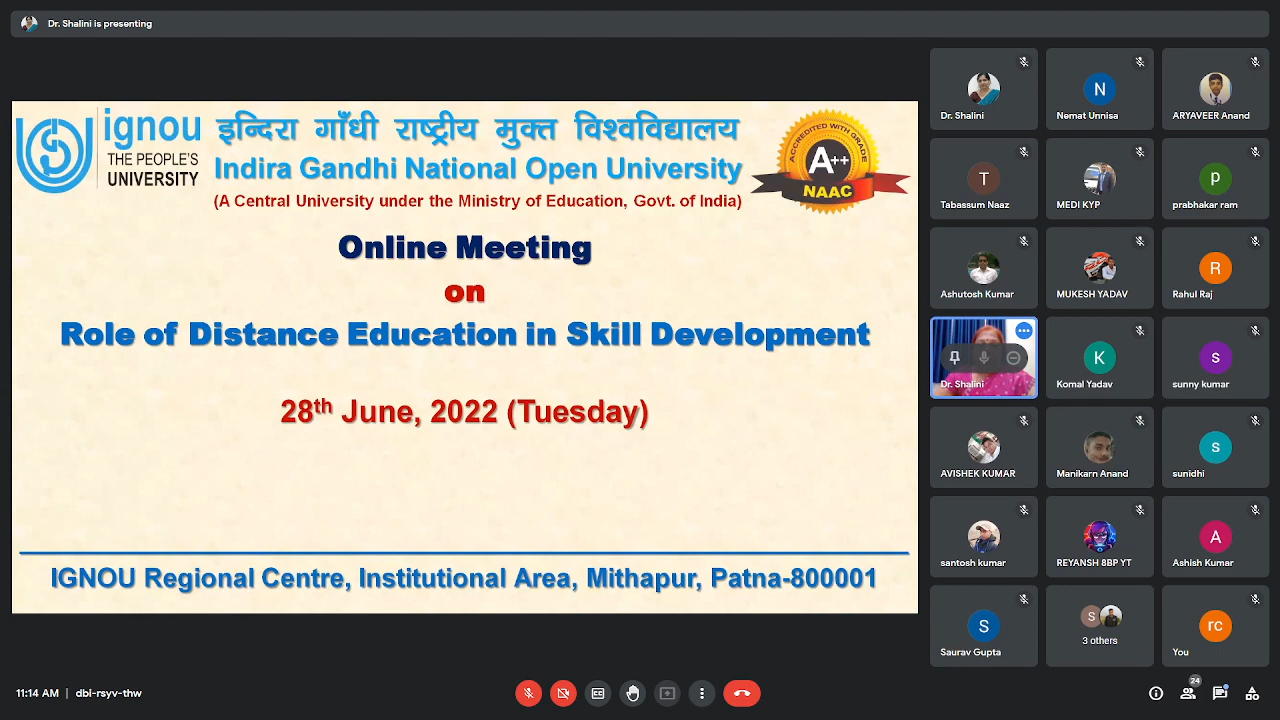 Dr. Shalini is presenting
ignou
THE PEOPLE'S
UNIVERSITY
इन्दिरा गाँधी राष्ट्रीय मुक्त विश्वविद्यालय
Indira Gandhi National Open University
(A Central University under the Ministry of Education, Govt. of India)
ACCREDITED WITH GRADE
A++
NAAC
Online Meeting
on
Role of Distance Education in Skill Development
28th June, 2022 (Tuesday)
IGNOU Regional Centre, Institutional Area, Mithapur, Patna-800001
Dr. Shalini
N
Nemat Unnisa
ARYAVEER Anand
T
Tabassum Naaz
MEDI KYP
p
prabhakar ram
Ashutosh Kumar
MUKESH YADAV
R
Rahul Raj
Dr. Shalini
K
Komal Yadav
s
sunny kumar
AVISHEK KUMAR
Manikarn Anand
s
sunidhi
santosh kumar
REYANSH 8BP YT
A
Ashish Kumar
S
Saurav Gupta
S
3 others
rc
You
11:14 AM | dbl-rsyv-thw
24